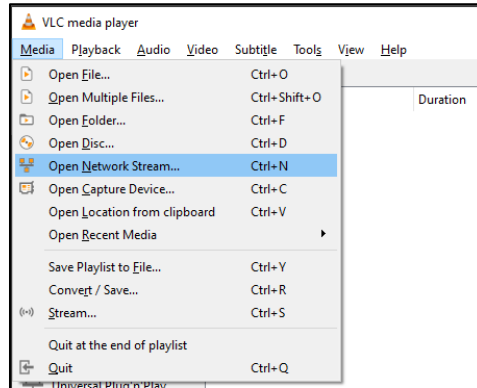 VLC media player
Media Playback Audio Video Subtitle Tools View Help
Open File... Ctrl+O
Open Multiple Files... Ctrl+Shift+O Duration
Open Folder... Ctrl+F
Open Disc... Ctrl+D
Open Network Stream... Ctrl+N
Open Capture Device... Ctrl+C
Open Location from clipboard Ctrl+V
Open Recent Media
Save Playlist to File... Ctrl+Y
Convert / Save... Ctrl+R
Stream... Ctrl+S
Quit at the end of playlist
Quit Ctrl+Q
Universal Plug'n'Play